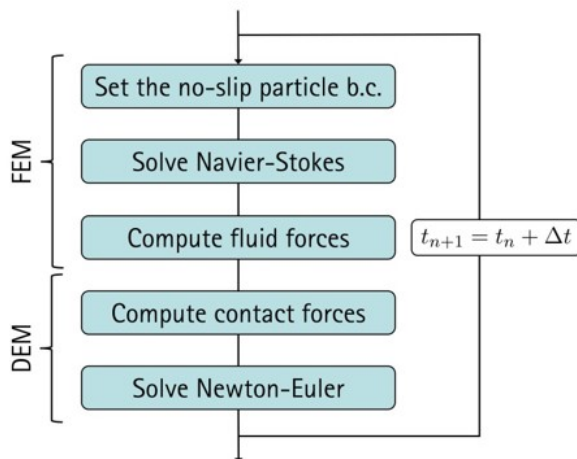 FEM
Set the no-slip particle b.c.
Solve Navier-Stokes
Compute fluid forces
DEM
Compute contact forces
Solve Newton-Euler
$t_{n+1} = t_n + \Delta t$